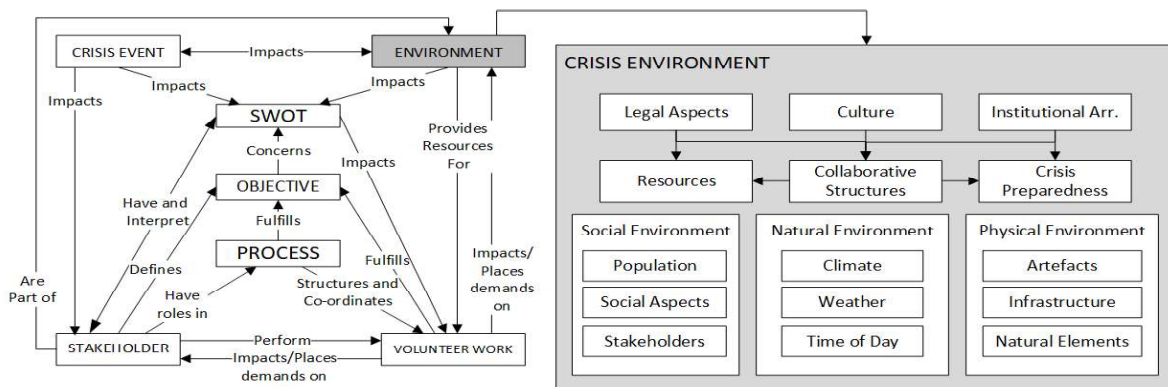 CRISIS EVENT
Impacts
ENVIRONMENT
Impacts
Impacts
Impacts
SWOT
Concerns
Impacts
Provides
Resources
For
OBJECTIVE
Have and
Interpret
Fulfills
PROCESS
Defines
Fulfills
Impacts/
Places
demands
on
Are
Part of
Have
roles in
Structures and
Co-ordinates
STAKEHOLDER
Perform
Impacts/Places
demands on
VOLUNTEER WORK
CRISIS ENVIRONMENT
Legal Aspects
Culture
Institutional Arr.
Resources
Collaborative
Structures
Crisis
Preparedness
Social Environment
Population
Social Aspects
Stakeholders
Natural Environment
Climate
Weather
Time of Day
Physical Environment
Artefacts
Infrastructure
Natural Elements